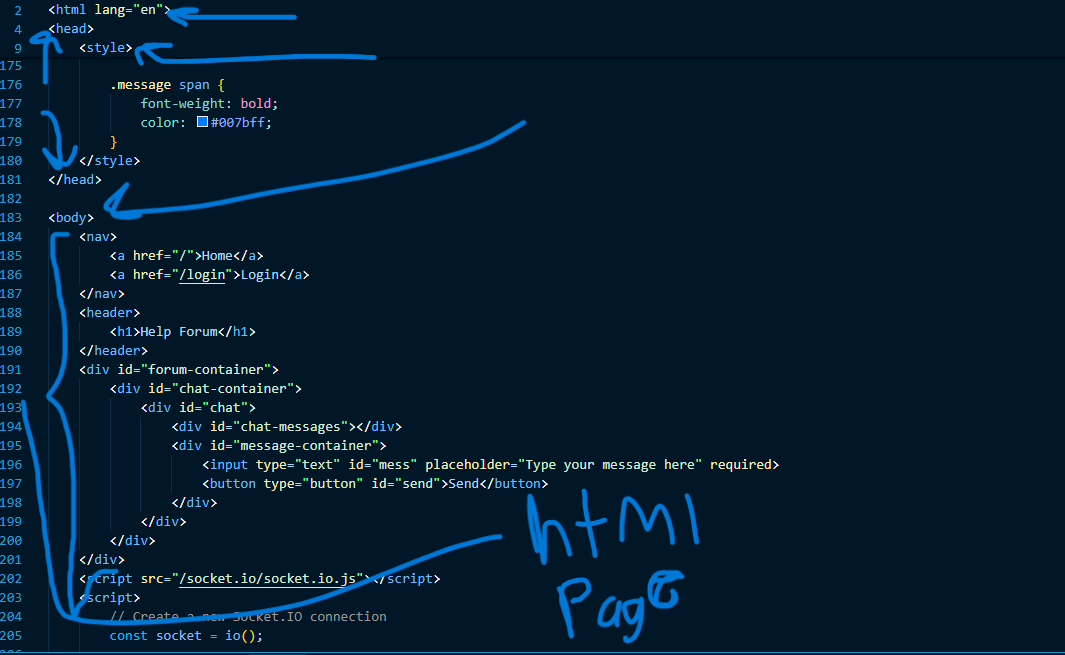 2 <html lang="en">
4 <head>
9 <style>
175
176 .message span {
177 font-weight: bold;
178 color: #007bff;
179 }
180 </style>
181 </head>
182
183 <body>
184 <nav>
185 <a href="/">Home</a>
186 <a href="/login">Login</a>
187 </nav>
188 <header>
189 <h1>Help Forum</h1>
190 </header>
191 <div id="forum-container">
192 <div id="chat-container">
193 <div id="chat">
194 <div id="chat-messages"></div>
195 <div id="message-container">
196 <input type="text" id="mess" placeholder="Type your message here" required>
197 <button type="button" id="send">Send</button>
198 </div>
199 </div>
200 </div>
201 </div>
202 <script src="/socket.io/socket.io.js"></script>
203 <script>
204 // Create a new Socket.IO connection
205 const socket = io();
html
Page